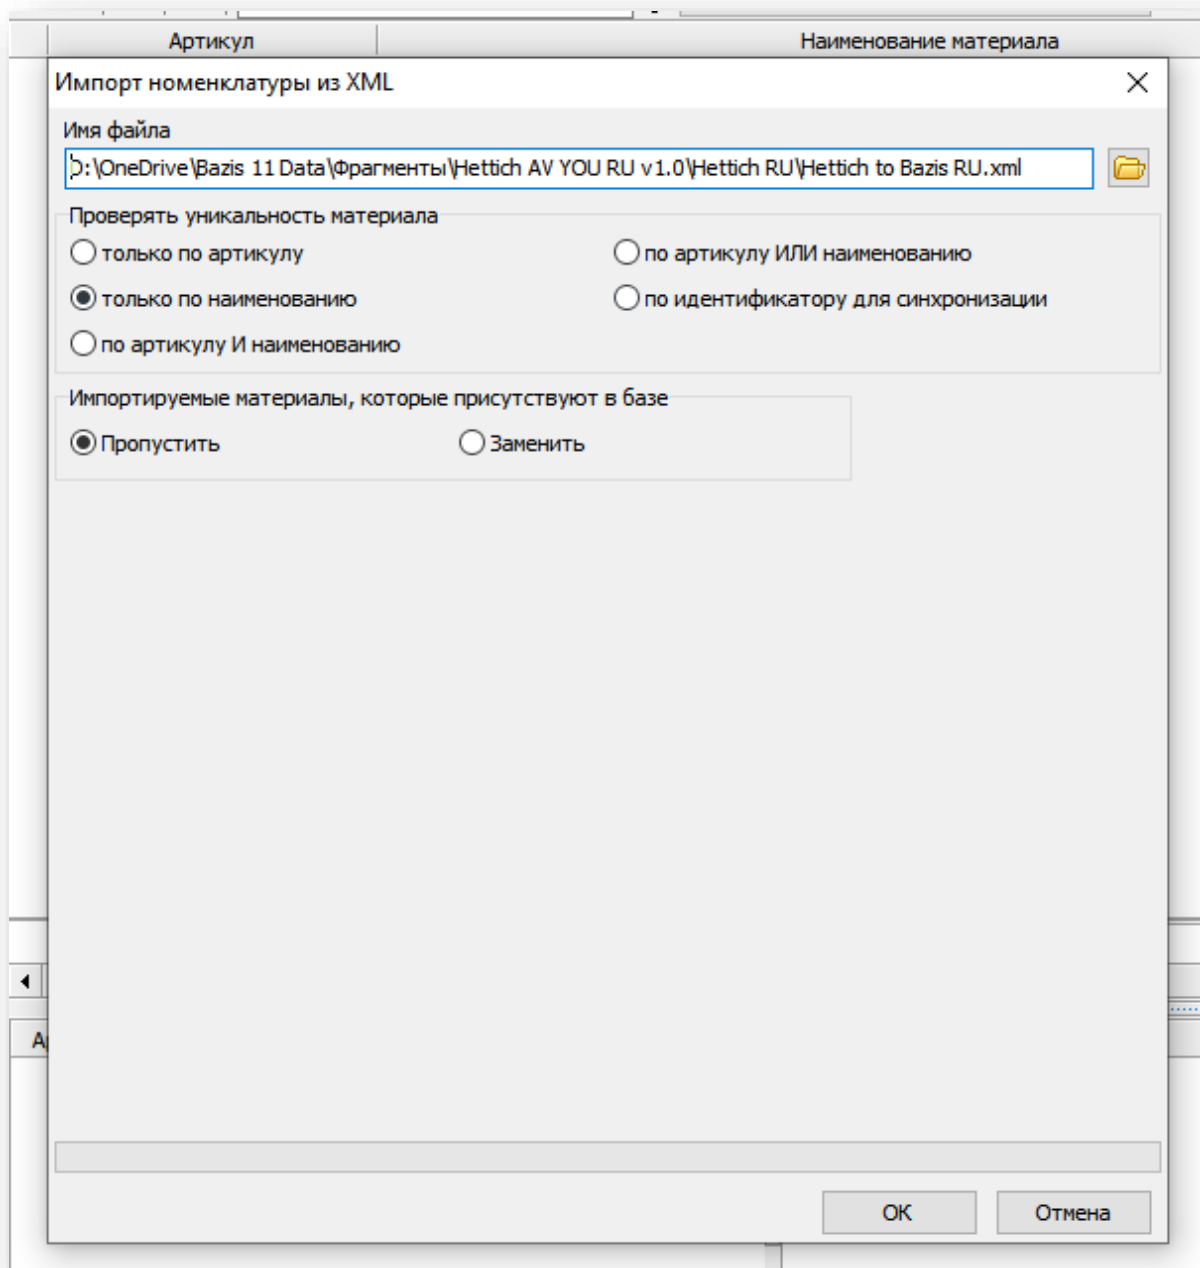 Артикул
Наименование материала
Импорт номенклатуры из XML
Имя файла
D:\OneDrive\Bazis 11 Data\Фрагменты\Hettich AV YOU RU v1.0\Hettich RU\Hettich to Bazis RU.xml
Проверять уникальность материала
только по артикулу
по артикулу ИЛИ наименованию
только по наименованию
по идентификатору для синхронизации
по артикулу И наименованию
Импортируемые материалы, которые присутствуют в базе
Пропустить
Заменить
ОК
Отмена